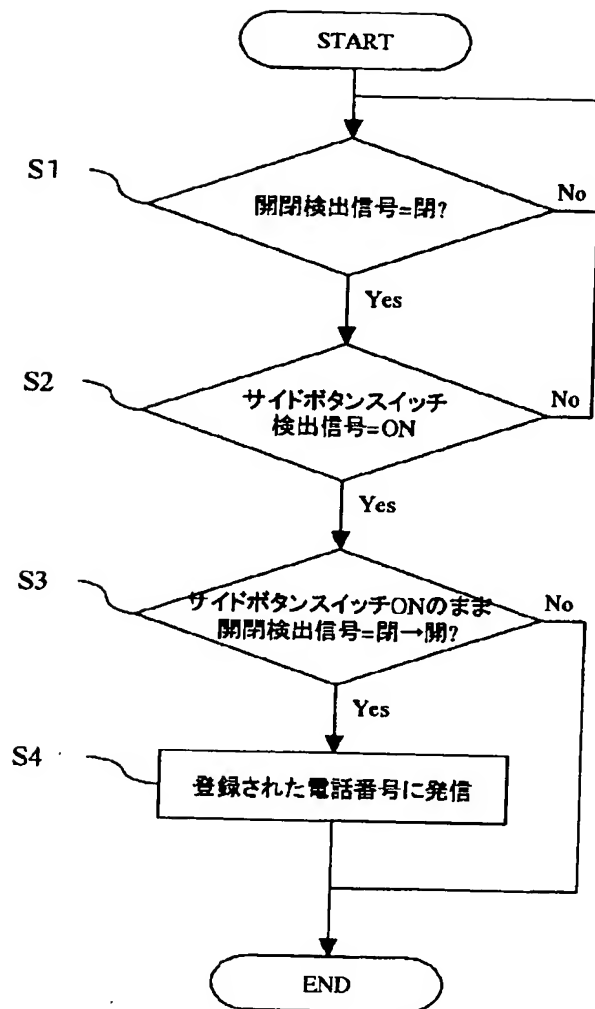 START
S1
開閉検出信号=閉?
No
Yes
S2
サイドボタンスイッチ
検出信号=ON
No
Yes
S3
サイドボタンスイッチONのまま
開閉検出信号=閉→開?
No
Yes
S4
登録された電話番号に発信
END